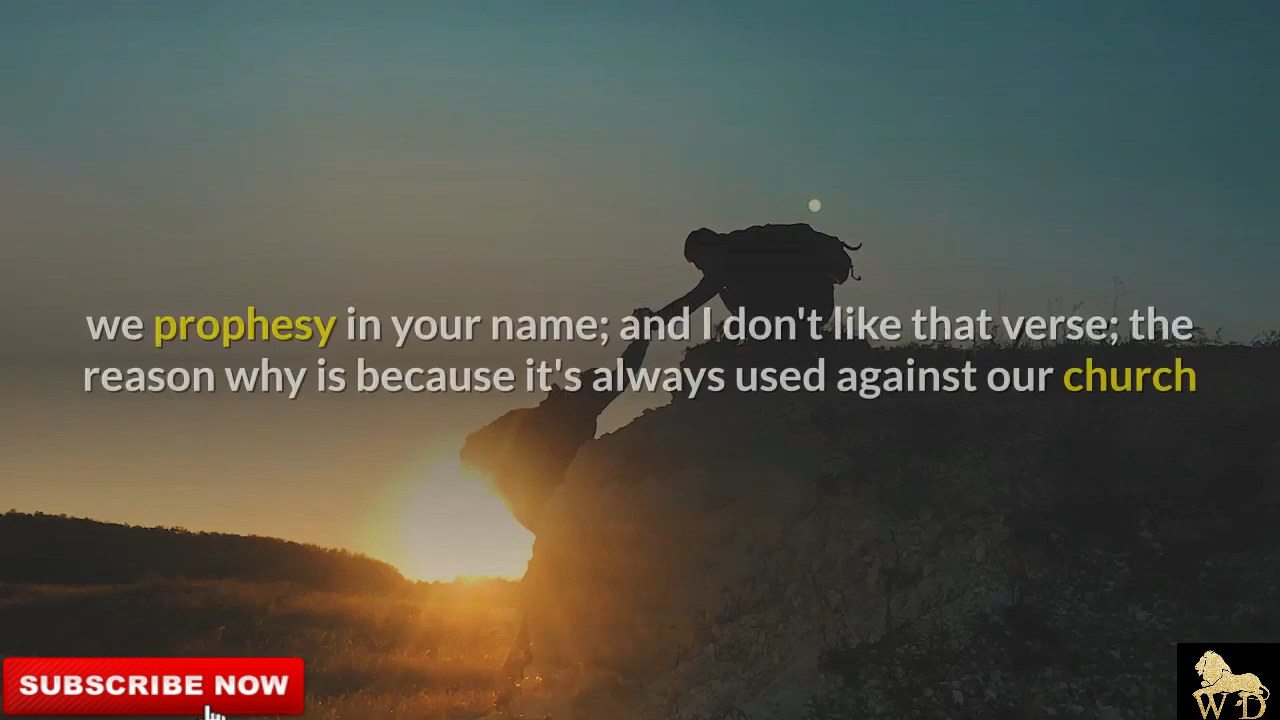 we prophesy in your name; and I don't like that verse; the
reason why is because it's always used against our church
SUBSCRIBE NOW
WD